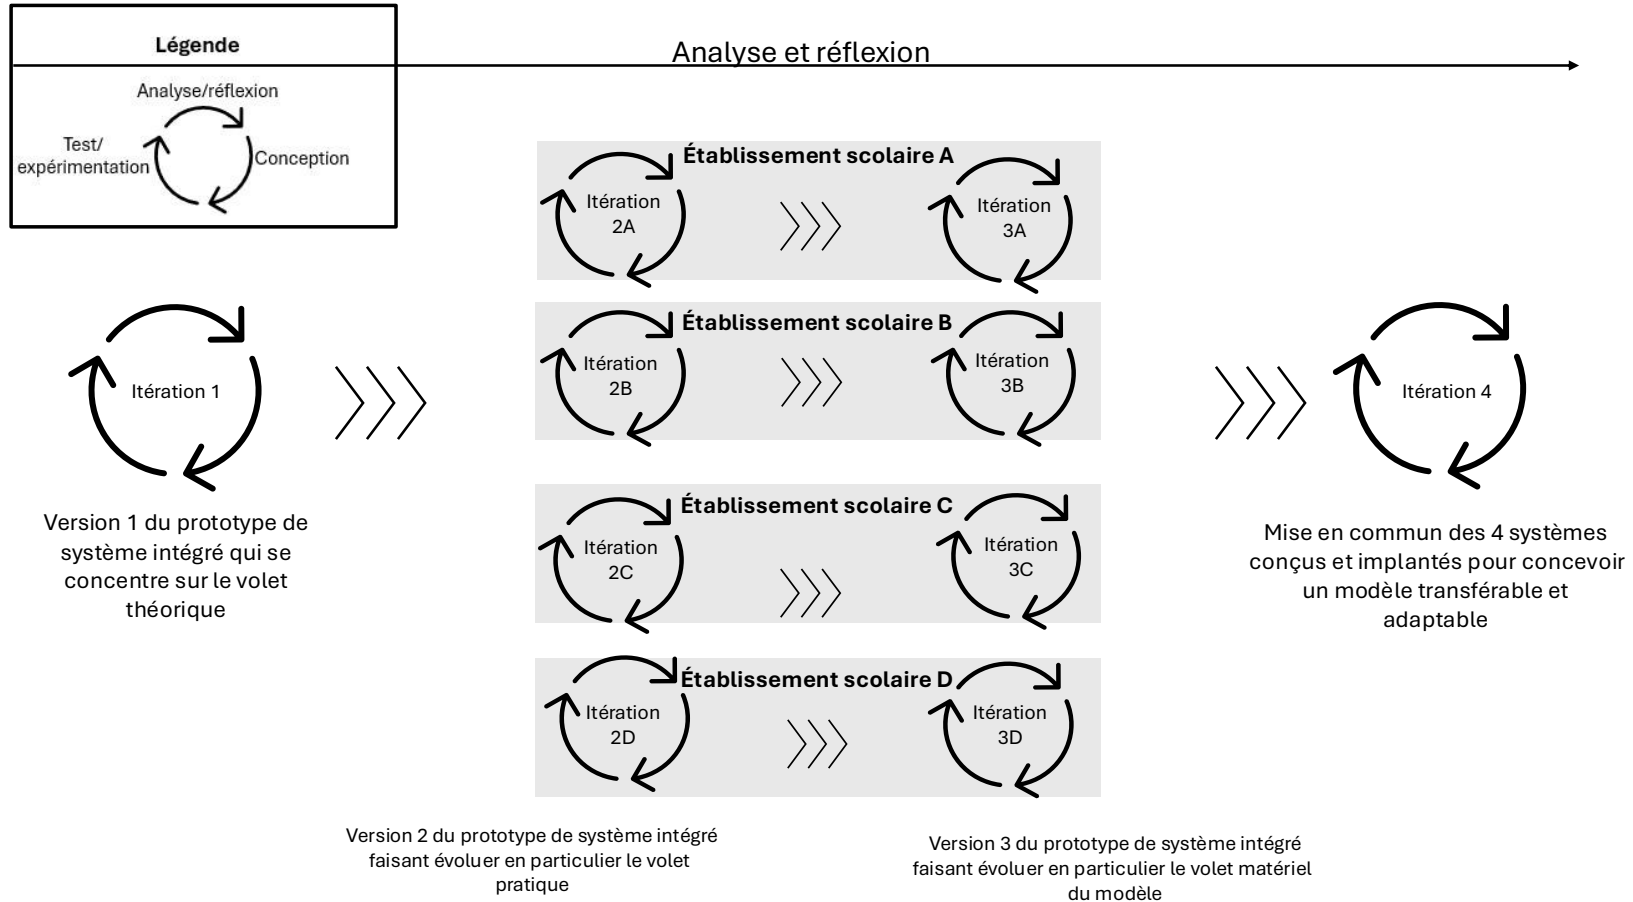 Légende
Analyse/réflexion
Test/
expérimentation
Conception
Analyse et réflexion
Établissement scolaire A
Itération
2A
Itération
3A
Établissement scolaire B
Itération
2B
Itération
3B
Établissement scolaire C
Itération
2C
Itération
3C
Établissement scolaire D
Itération
2D
Itération
3D
Itération 1
Version 1 du prototype de
système intégré qui se
concentre sur le volet
théorique
Version 2 du prototype de système intégré
faisant évoluer en particulier le volet
pratique
Version 3 du prototype de système intégré
faisant évoluer en particulier le volet matériel
du modèle
Itération 4
Mise en commun des 4 systèmes
conçus et implantés pour concevoir
un modèle transférable et
adaptable